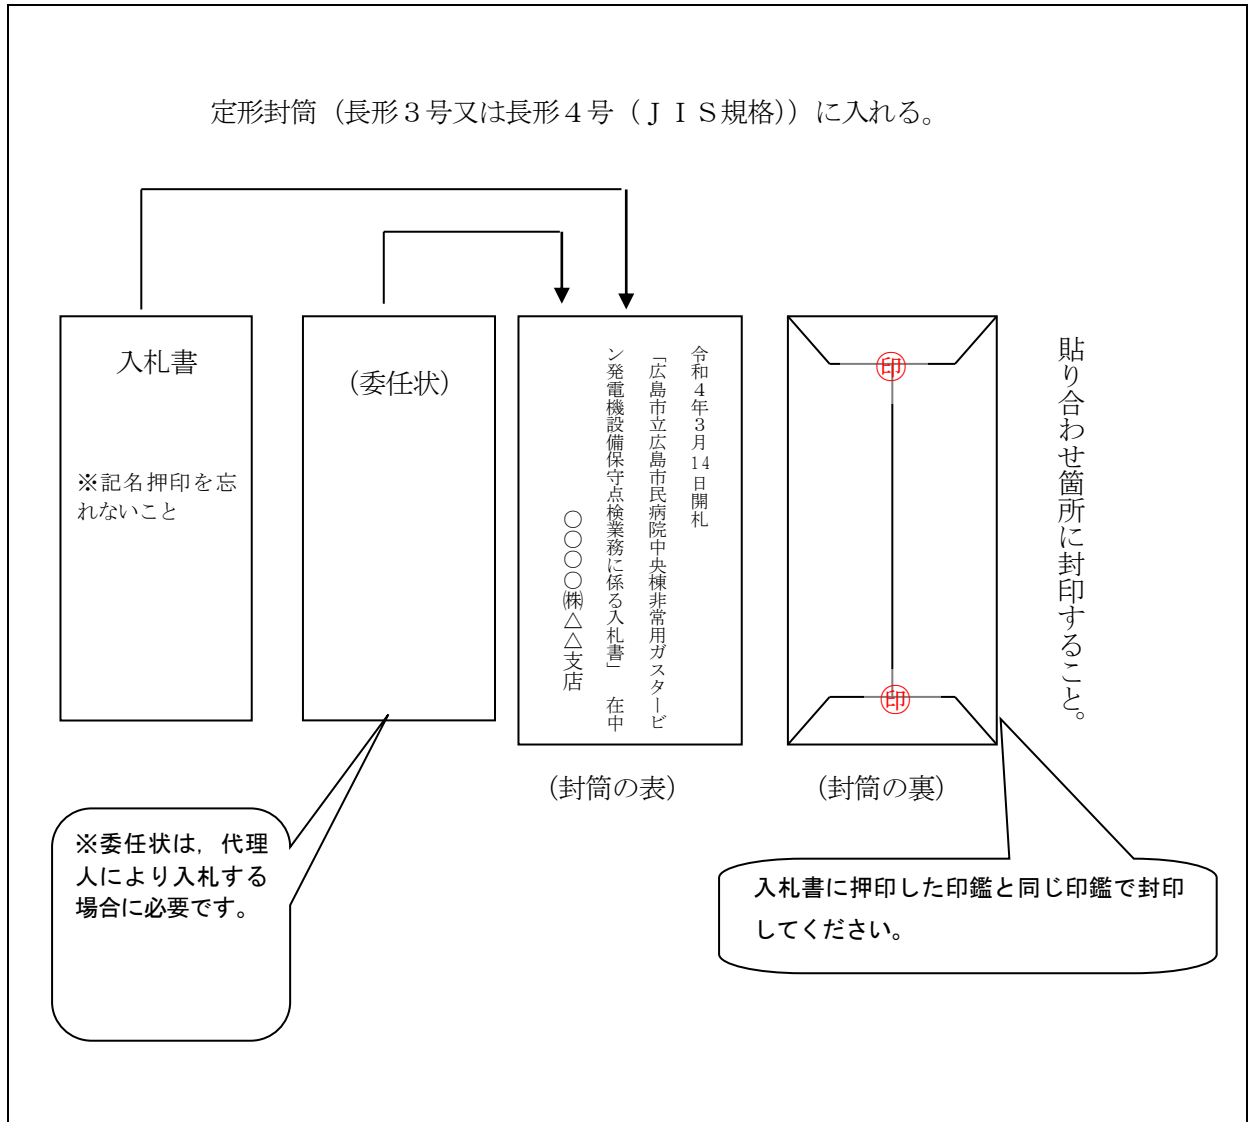 定形封筒（長形３号又は長形４号（ＪＩＳ規格））に入れる。
入札書
※記名押印を忘
れないこと
（委任状）
令和４年３月14日開札
「広島市立広島市民病院中央棟非常用ガスタービ
ン発電機設備保守点検業務に係る入札書」　在中
〇〇〇〇㈱△△支店
印
印
貼り合わせ箇所に封印すること。
（封筒の表）
（封筒の裏）
※委任状は，代理
人により入札する
場合に必要です。
入札書に押印した印鑑と同じ印鑑で封印
してください。